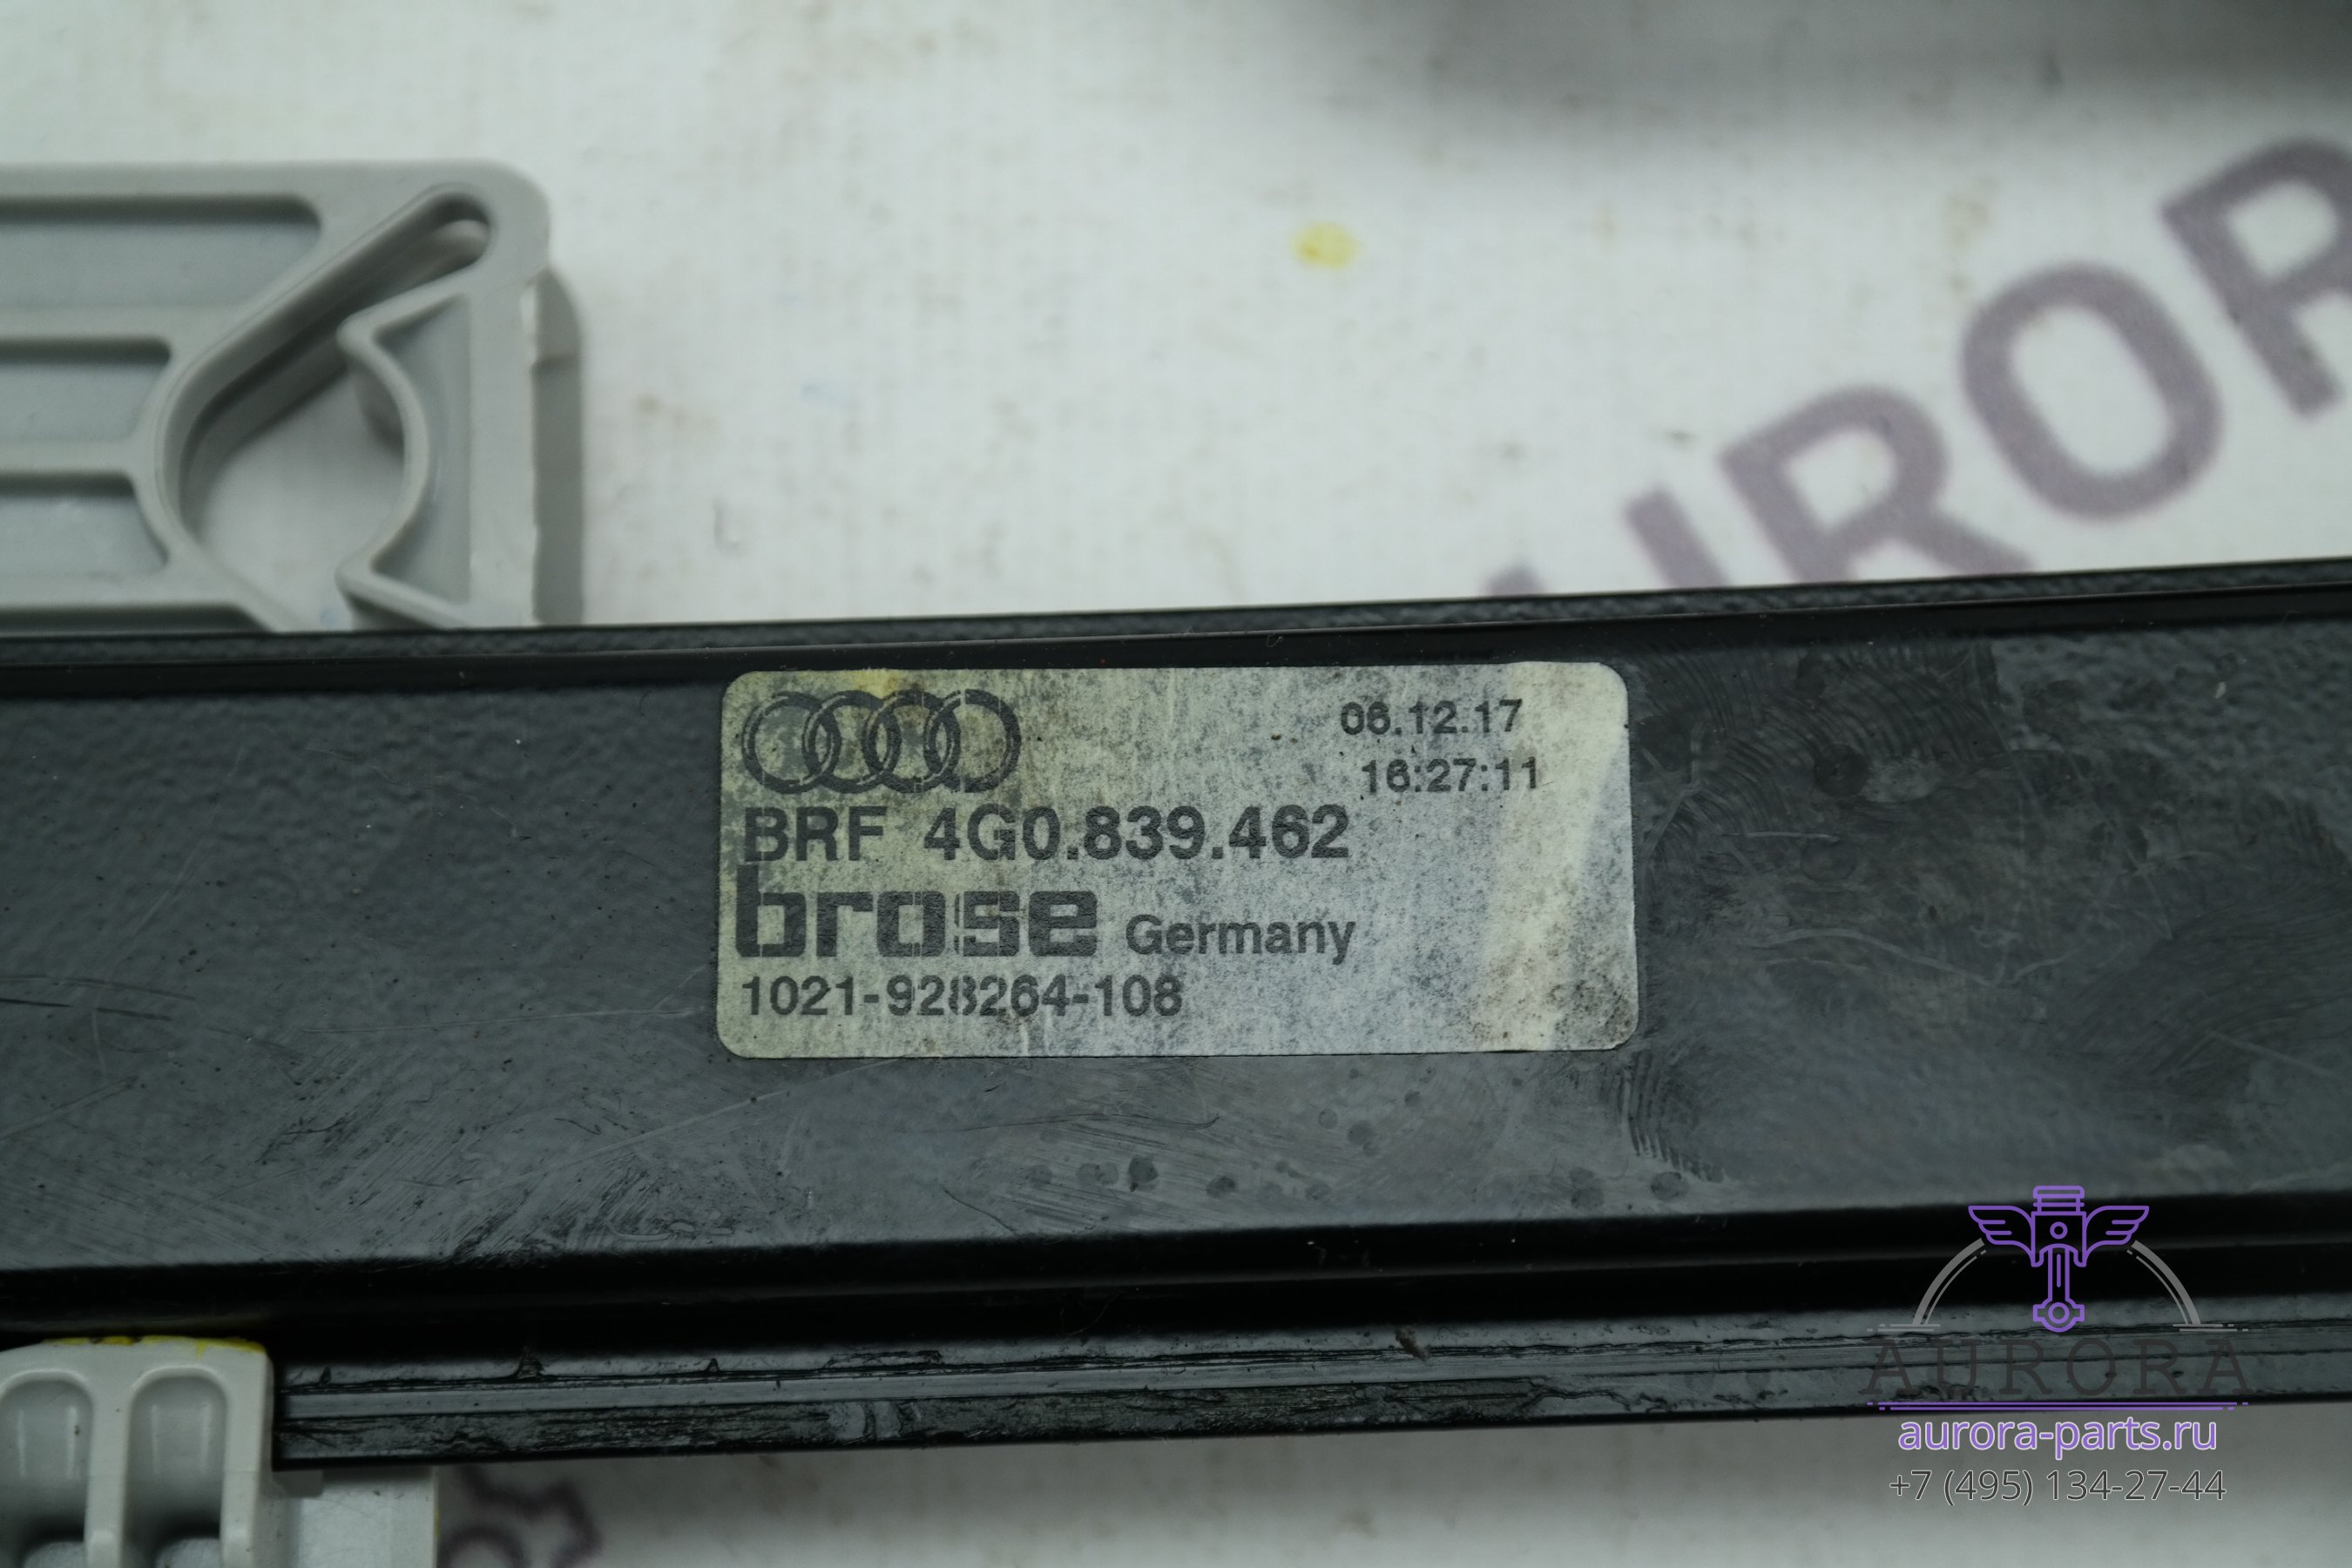 AUROR
06.12.17
16:27:11
BRF 4G0.839.462
brose Germany
1021-928264-108
AURORA
aurora-parts.ru
+7 (495) 134-27-44